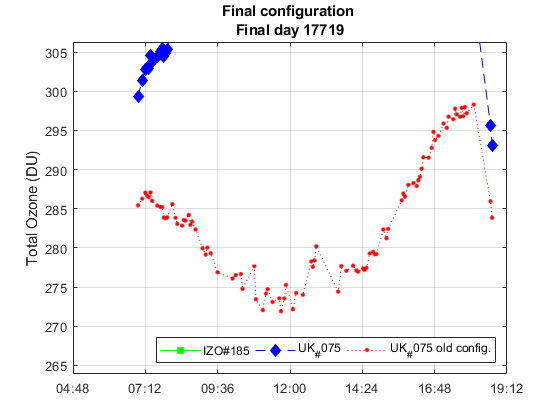 Final configuration
Final day 17719
Total Ozone (DU)
305
300
295
290
285
280
275
270
265
IZO#185
UK#075
UK#075 old config.
04:48
07:12
09:36
12:00
14:24
16:48
19:12